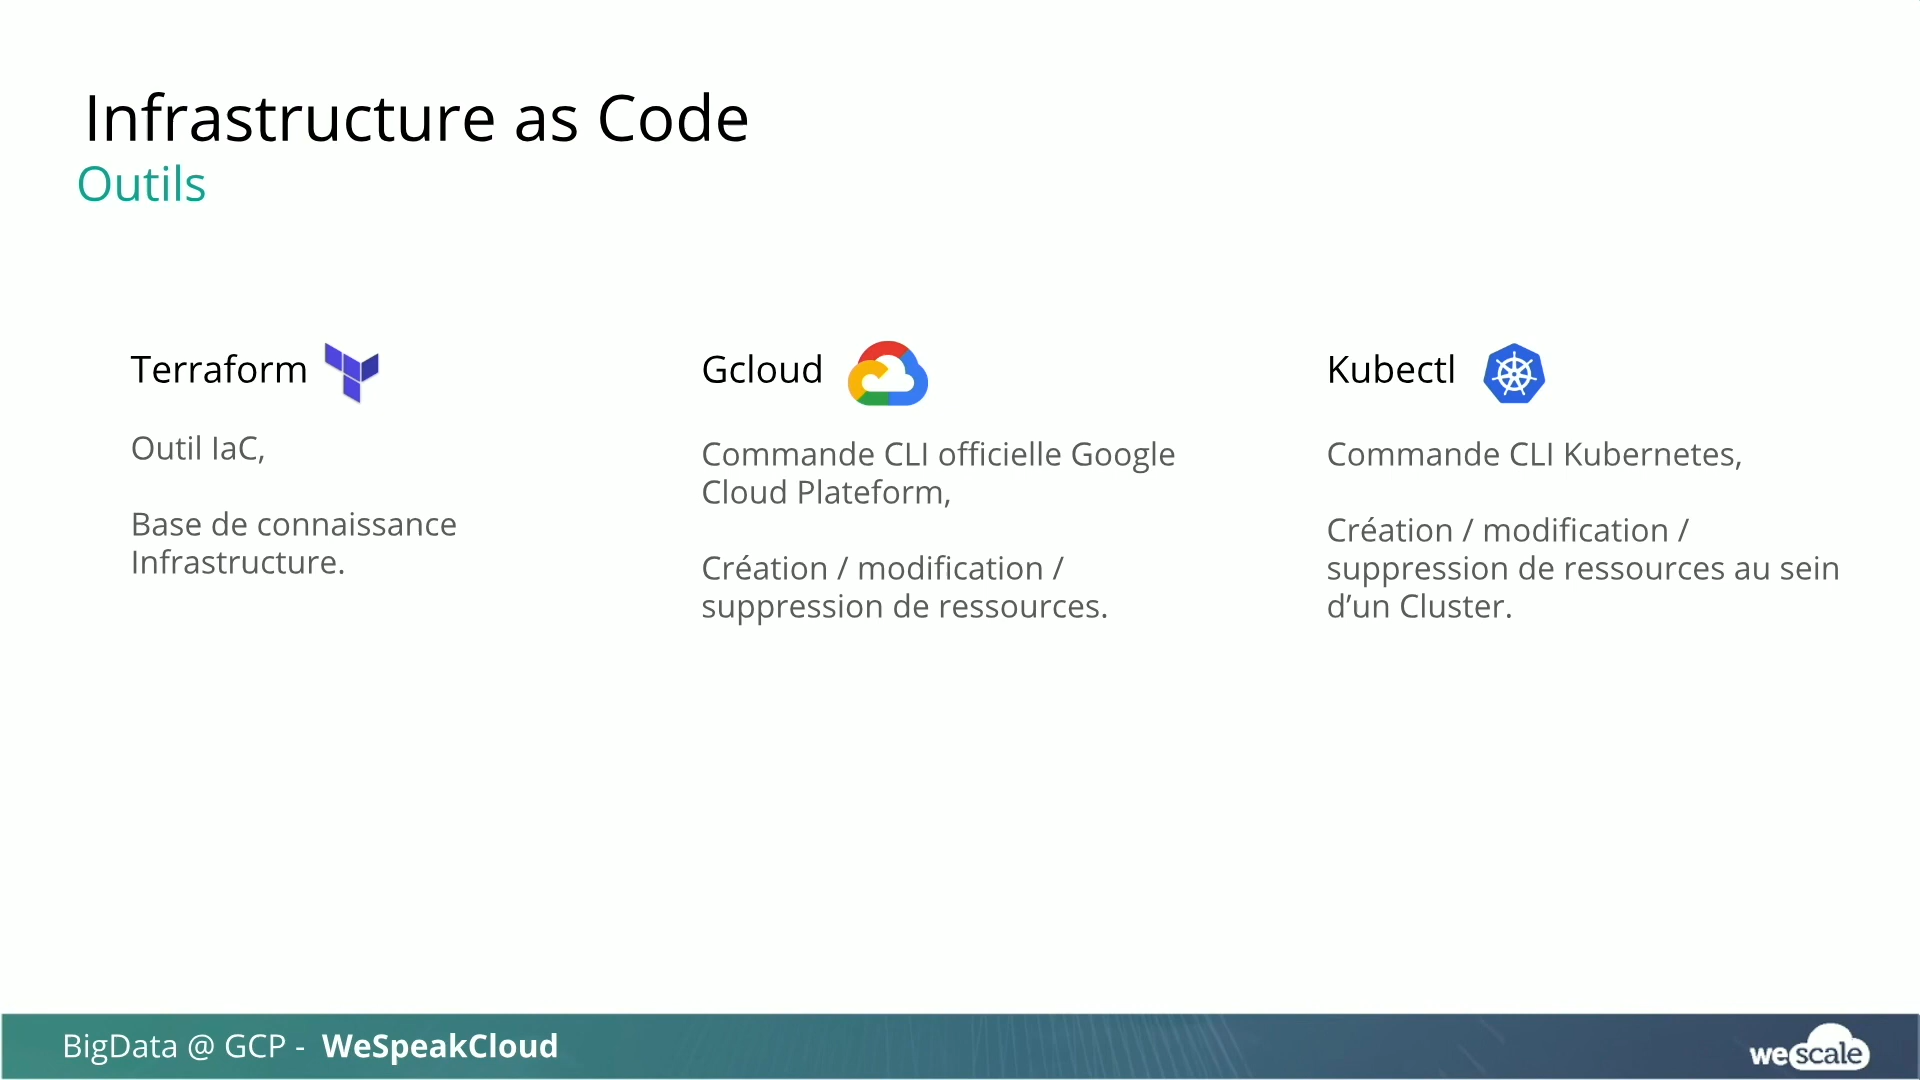 Infrastructure as Code
Outils
Terraform
Outil IaC,
Base de connaissance
Infrastructure.
Gcloud
Commande CLI officielle Google
Cloud Plateform,
Création / modification /
suppression de ressources.
Kubectl
Commande CLI Kubernetes,
Création / modification /
suppression de ressources au sein
d’un Cluster.
BigData @ GCP - WeSpeakCloud
wescale